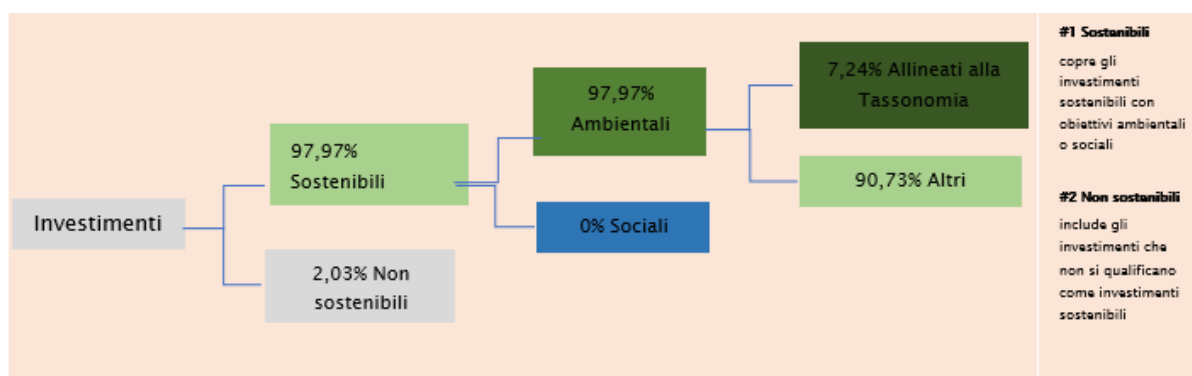 Investimenti
97,97%
Sostenibili
2,03% Non
sostenibili
97,97%
Ambientali
0% Sociali
7,24% Allineati alla
Tassonomia
90,73% Altri
#1 Sostenibili
copre gli
investimenti
sostenibili con
obiettivi ambientali
o sociali
#2 Non sostenibili
include gli
investimenti che
non si qualificano
come investimenti
sostenibili